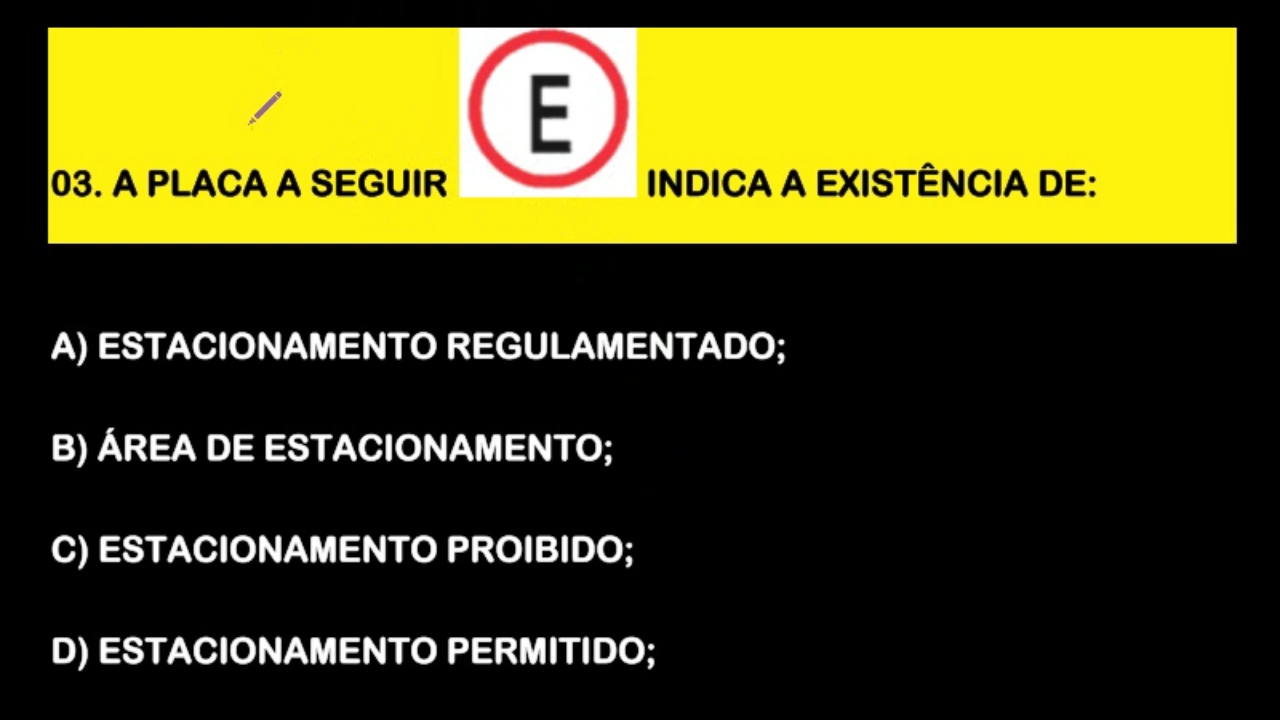 E
03. A PLACA A SEGUIR INDICA A EXISTÊNCIA DE:
A) ESTACIONAMENTO REGULAMENTADO;
B) ÁREA DE ESTACIONAMENTO;
C) ESTACIONAMENTO PROIBIDO;
D) ESTACIONAMENTO PERMITIDO;